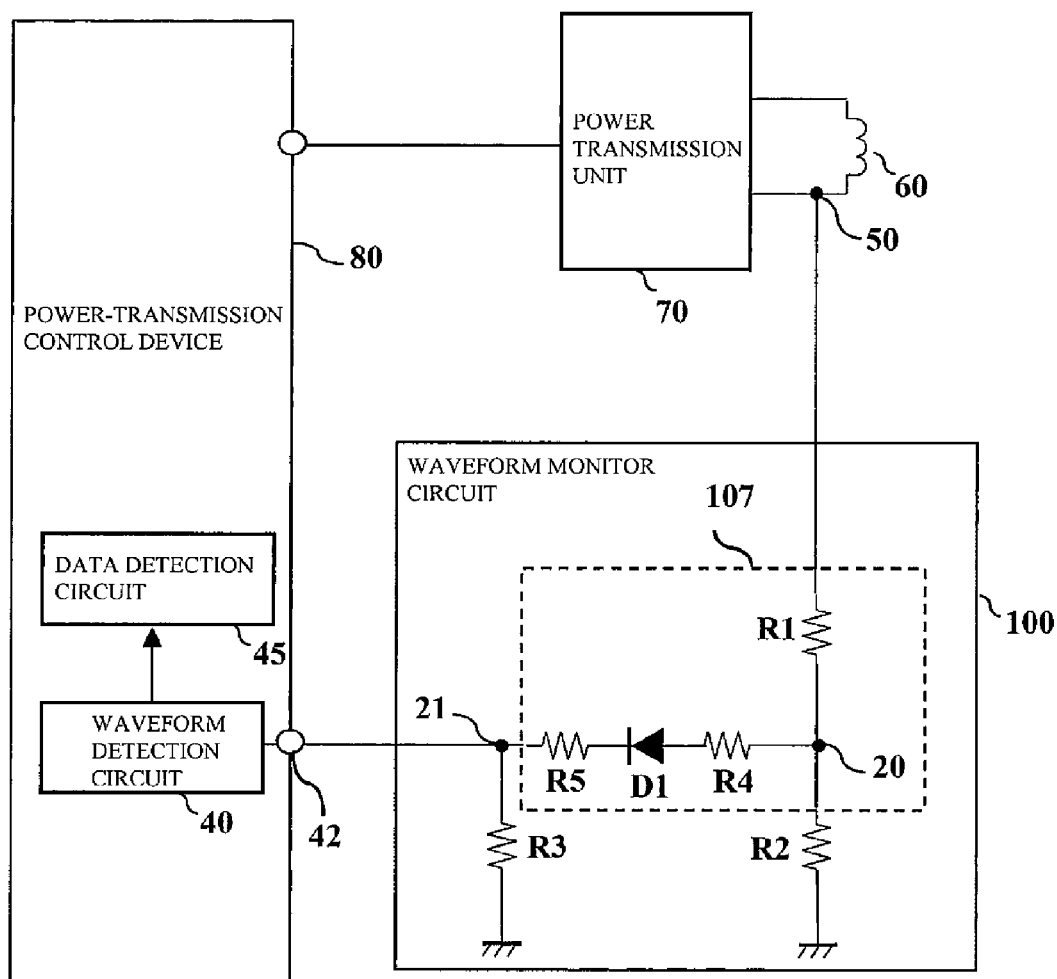 POWER
TRANSMISSION
UNIT
60
50
80
70
POWER-TRANSMISSION
CONTROL DEVICE
WAVEFORM MONITOR
CIRCUIT
107
DATA DETECTION
CIRCUIT
R1
100
45
21
WAVEFORM
DETECTION
CIRCUIT
20
R5
D1
R4
40
42
R3
R2